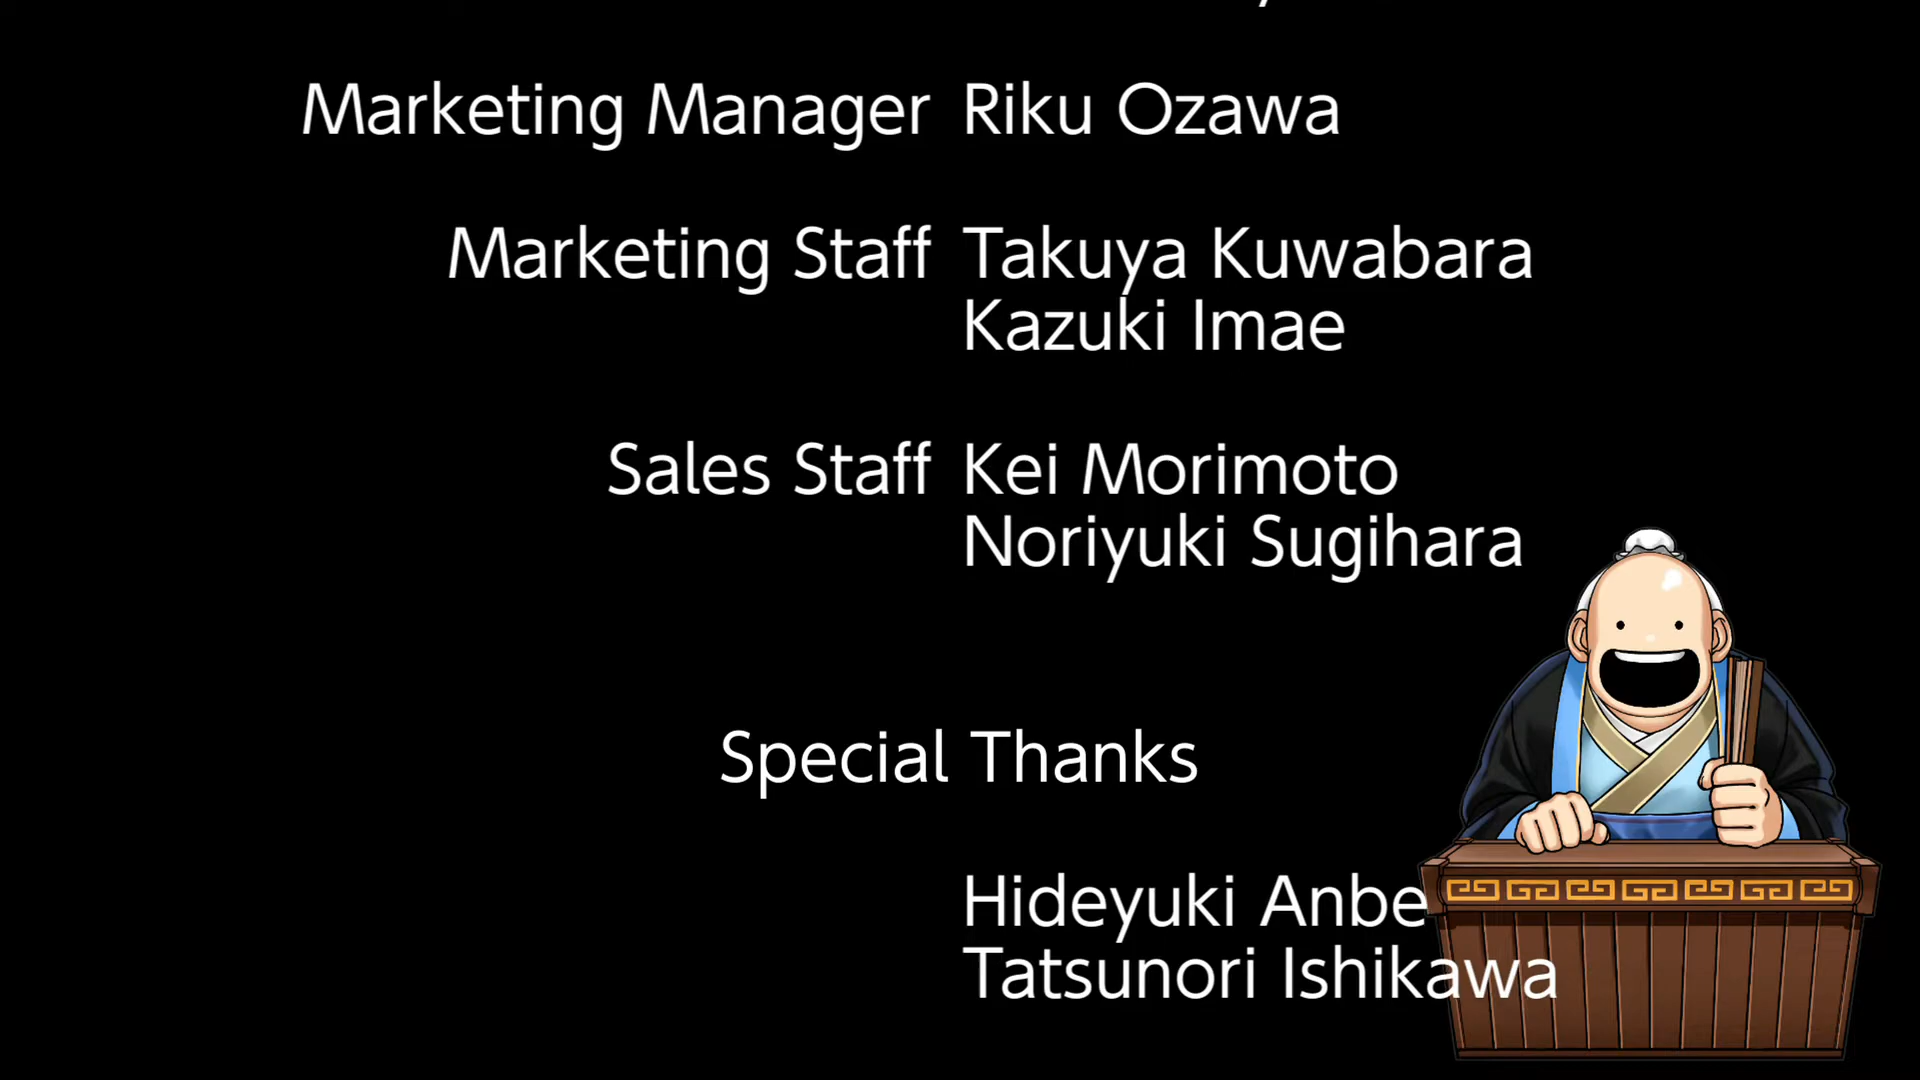 Marketing Manager Riku Ozawa
Marketing Staff Takuya Kuwabara
Kazuki Imae
Sales Staff Kei Morimoto
Noriyuki Sugihara
Special Thanks
Hideyuki Anbe
Tatsunori Ishikawa